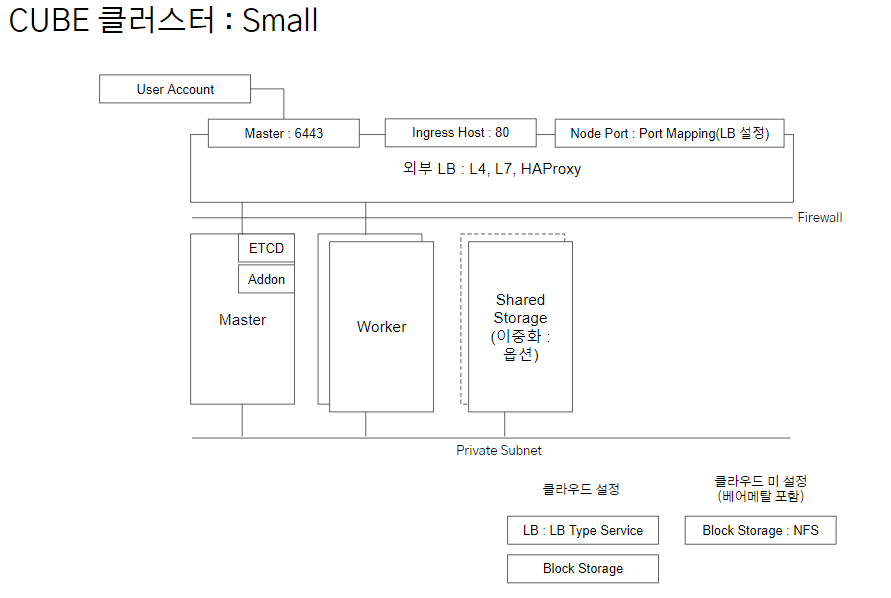 CUBE 클러스터 : Small
User Account
Master : 6443
Ingress Host : 80
Node Port : Port Mapping(LB 설정)
외부 LB : L4, L7, HAProxy
Firewall
ETCD
Addon
Master
Worker
Shared
Storage
(이중화 :
옵션)
Private Subnet
클라우드 설정
클라우드 미 설정
(베어메탈 포함)
LB : LB Type Service
Block Storage : NFS
Block Storage